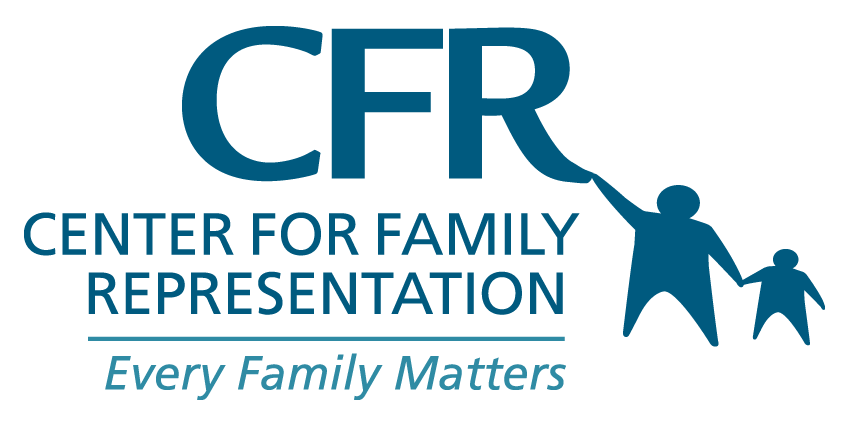 CFR
CENTER FOR FAMILY
REPRESENTATION
Every Family Matters